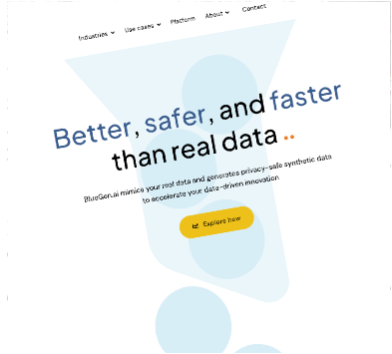 Industries Use cases Platform About Contact
Better, safer, and faster
than real data ..
BlueGen.ai mimics your real data and generates privacy-safe synthetic data
to accelerate your data-driven innovation
Explore now